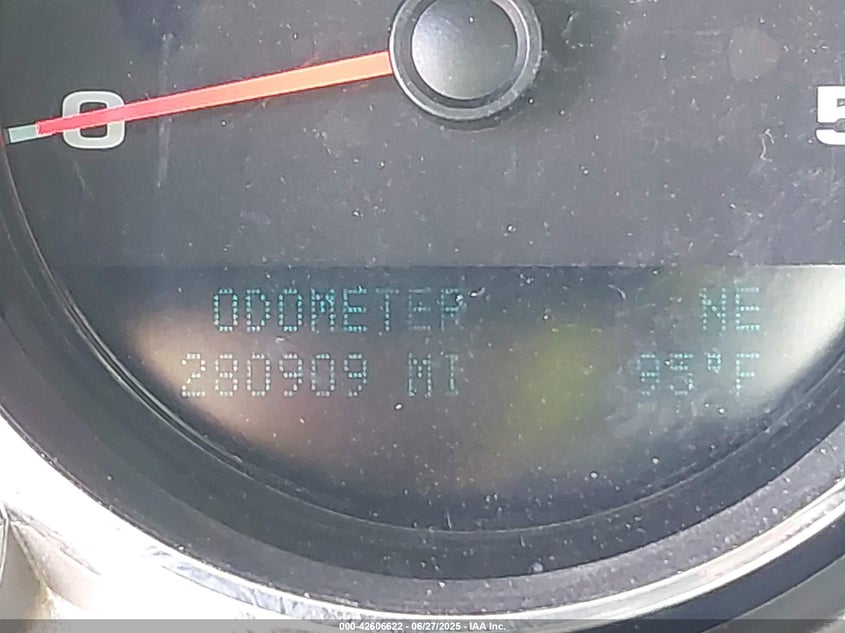 0
5
ODOMETER NE
280909 MI 95°F
000-42606622 - 06/27/2025 - IAA Inc.